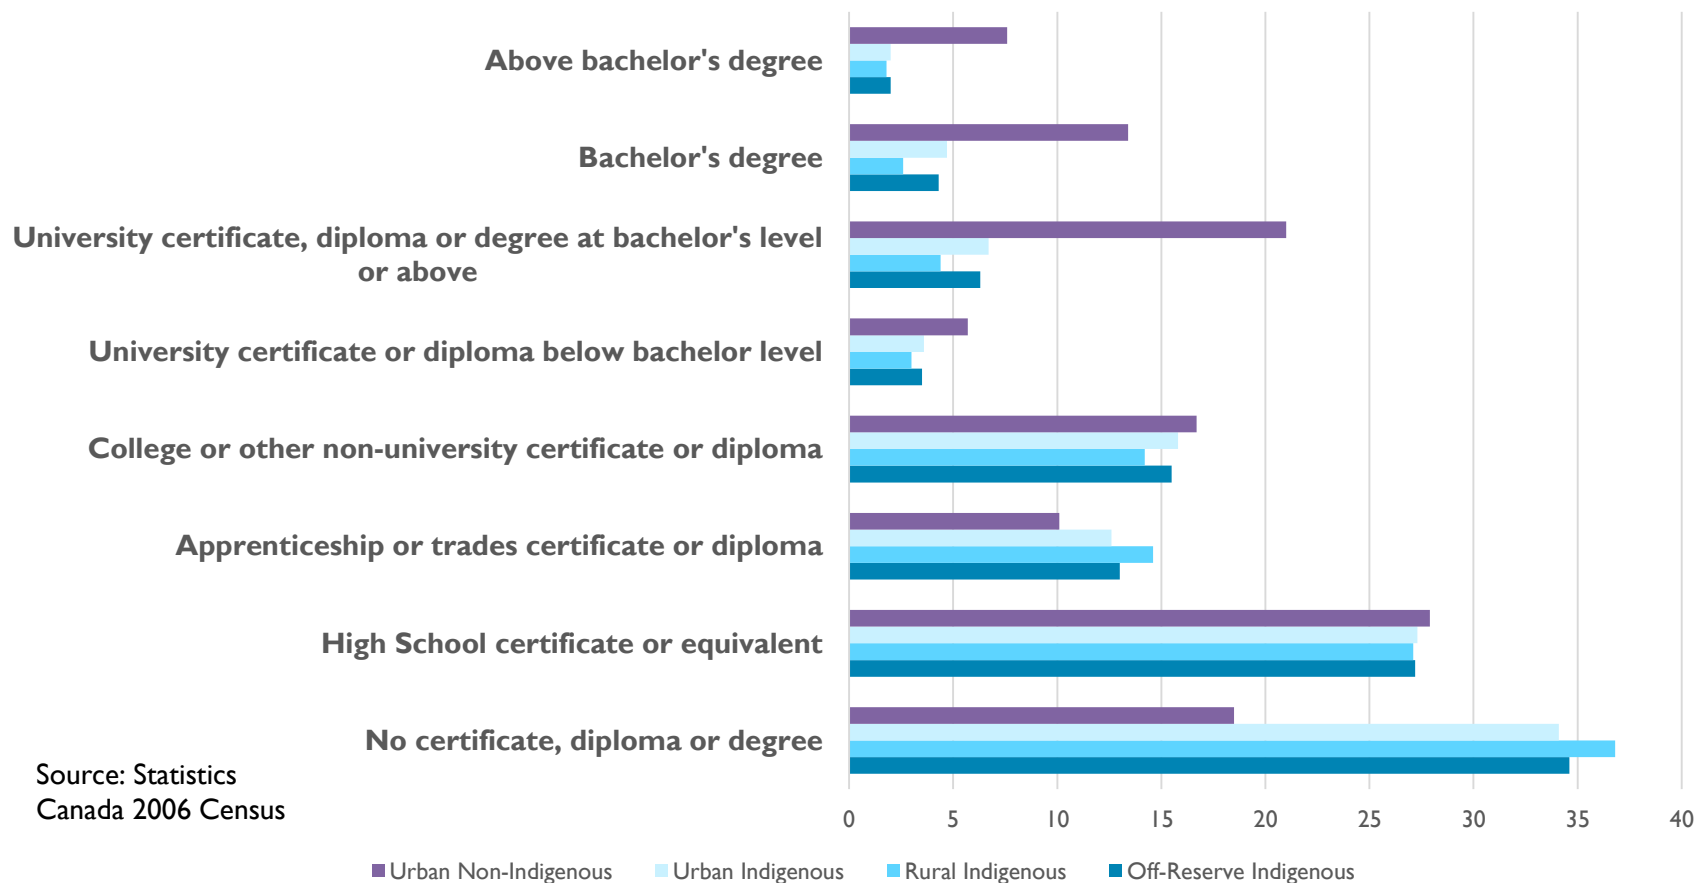 Above bachelor's degree
Bachelor's degree
University certificate, diploma or degree at bachelor's level
or above
University certificate or diploma below bachelor level
College or other non-university certificate or diploma
Apprenticeship or trades certificate or diploma
High School certificate or equivalent
No certificate, diploma or degree
Source: Statistics
Canada 2006 Census
0 5 10 15 20 25 30 35 40
Urban Non-Indigenous Urban Indigenous Rural Indigenous Off-Reserve Indigenous